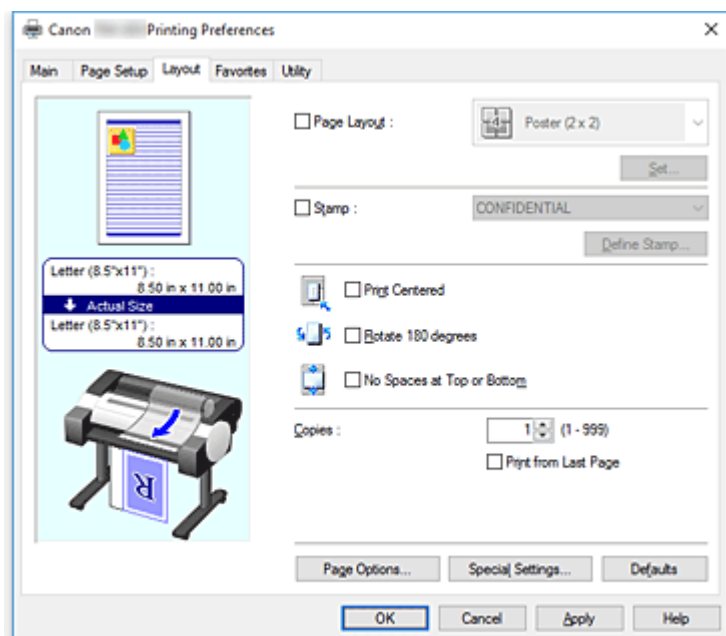 Canon Printing Preferences
Main Page Setup Layout Favorites Utility
Page Layout :
4
Poster (2 x 2)
Set...
Stamp :
CONFIDENTIAL
Define Stamp...
Letter (8.5"x11") :
8.50 in x 11.00 in
Actual Size
Letter (8.5"x11") :
8.50 in x 11.00 in
Print Centered
Rotate 180 degrees
No Spaces at Top or Bottom
R
Copies :
1 (1 - 999)
Print from Last Page
Page Options... Special Settings... Defaults
OK Cancel Apply Help